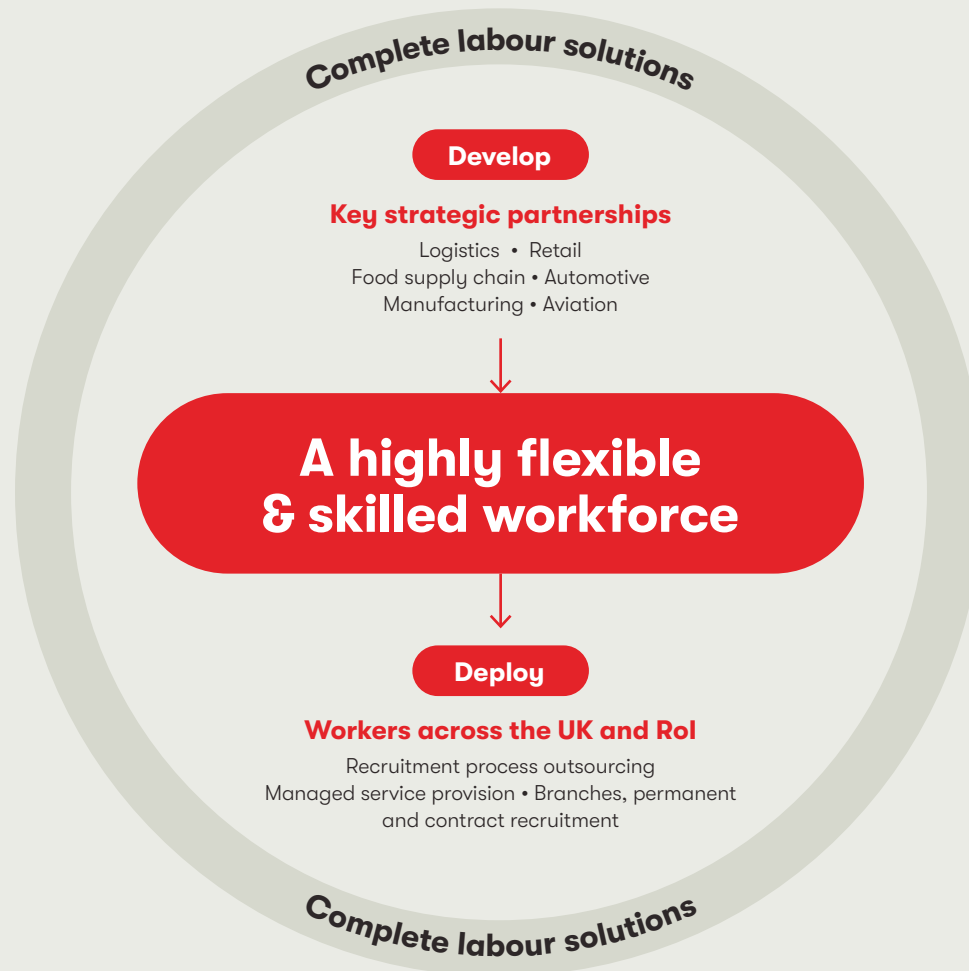 Complete labour solutions
Develop
Key strategic partnerships
Logistics • Retail
Food supply chain • Automotive
Manufacturing • Aviation
A highly flexible
& skilled workforce
Deploy
Workers across the UK and RoI
Recruitment process outsourcing
Managed service provision • Branches, permanent
and contract recruitment
Complete labour solutions